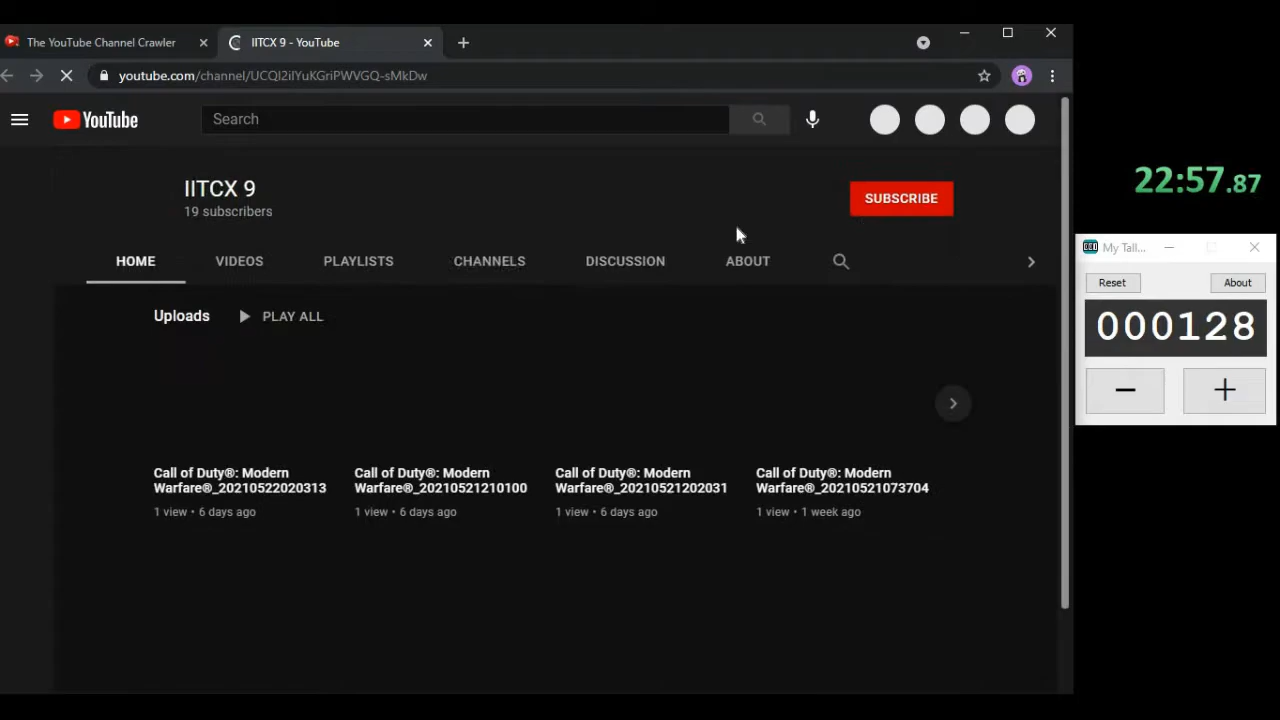 The YouTube Channel Crawler
IITCX 9 - YouTube
youtube.com/channel/UCQI2iIYuKGriPWVGQ-sMkDw
YouTube
Search
IITCX 9
19 subscribers
SUBSCRIBE
HOME VIDEOS PLAYLISTS CHANNELS DISCUSSION ABOUT
Uploads PLAY ALL
Call of Duty®: Modern
Warfare®_20210522020313
1 view • 6 days ago
Call of Duty®: Modern
Warfare®_20210521210100
1 view • 6 days ago
Call of Duty®: Modern
Warfare®_20210521202031
1 view • 6 days ago
Call of Duty®: Modern
Warfare®_20210521073704
1 view • 1 week ago
22:57.87
My Tall...
Reset About
000128
− +